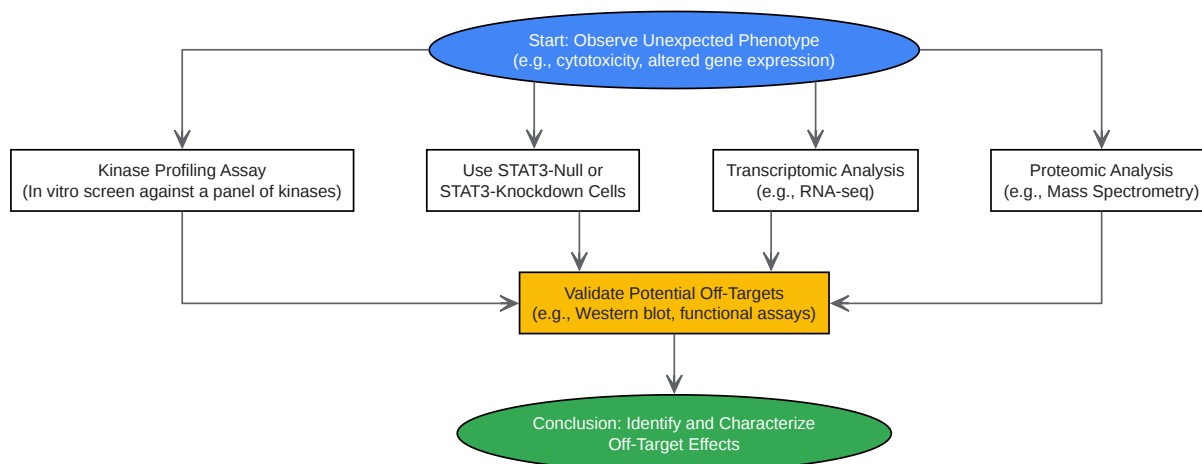 Start: Observe Unexpected Phenotype
(e.g., cytotoxicity, altered gene expression)
Kinase Profiling Assay
(In vitro screen against a panel of kinases)
Use STAT3-Null or
STAT3-Knockdown Cells
Transcriptomic Analysis
(e.g., RNA-seq)
Proteomic Analysis
(e.g., Mass Spectrometry)
Validate Potential Off-Targets
(e.g., Western blot, functional assays)
Conclusion: Identify and Characterize
Off-Target Effects